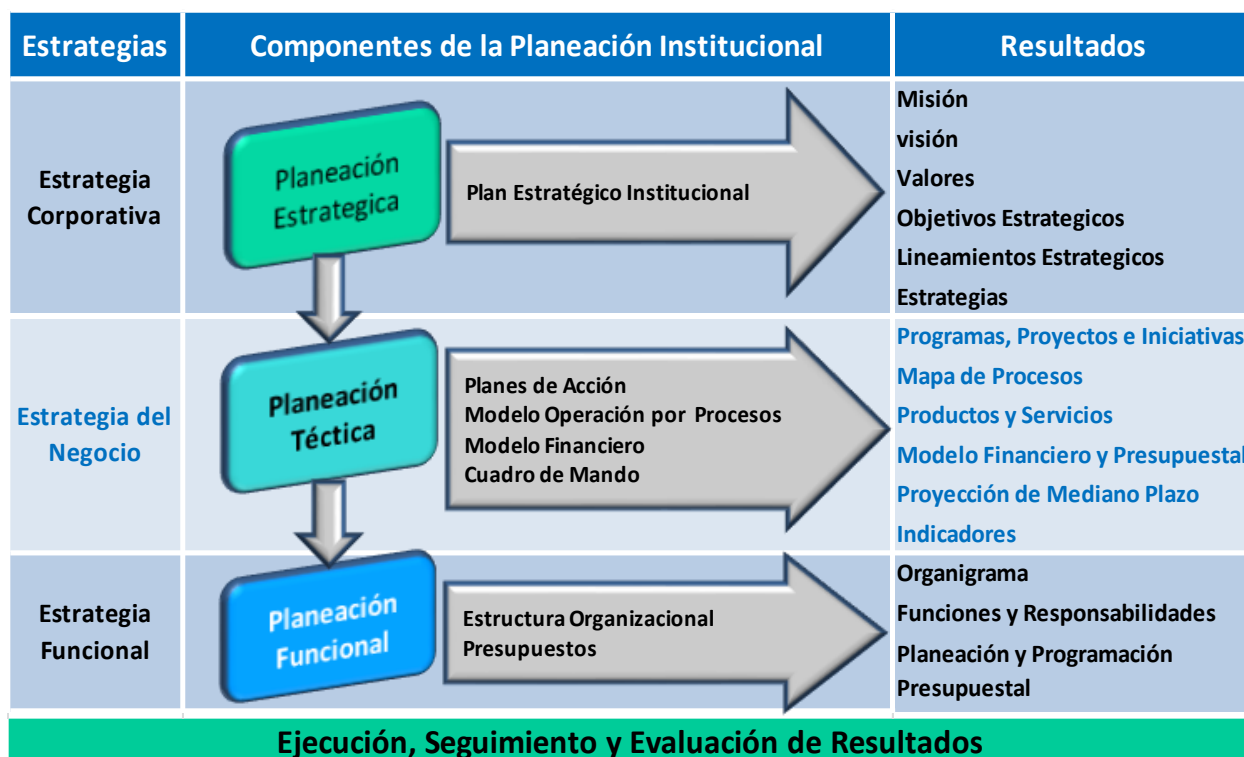 Estrategias
Componentes de la Planeación Institucional
Resultados
Estrategia
Corporativa
Planeación
Estrategica
Plan Estratégico Institucional
Misión
visión
Valores
Objetivos Estrategicos
Lineamientos Estrategicos
Estrategias
Estrategia del
Negocio
Planeación
Téctica
Planes de Acción
Modelo Operación por Procesos
Modelo Financiero
Cuadro de Mando
Programas, Proyectos e Iniciativas
Mapa de Procesos
Productos y Servicios
Modelo Financiero y Presupuestal
Proyección de Mediano Plazo
Indicadores
Estrategia
Funcional
Planeación
Funcional
Estructura Organizacional
Presupuestos
Organigrama
Funciones y Responsabilidades
Planeación y Programación
Presupuestal
Ejecución, Seguimiento y Evaluación de Resultados